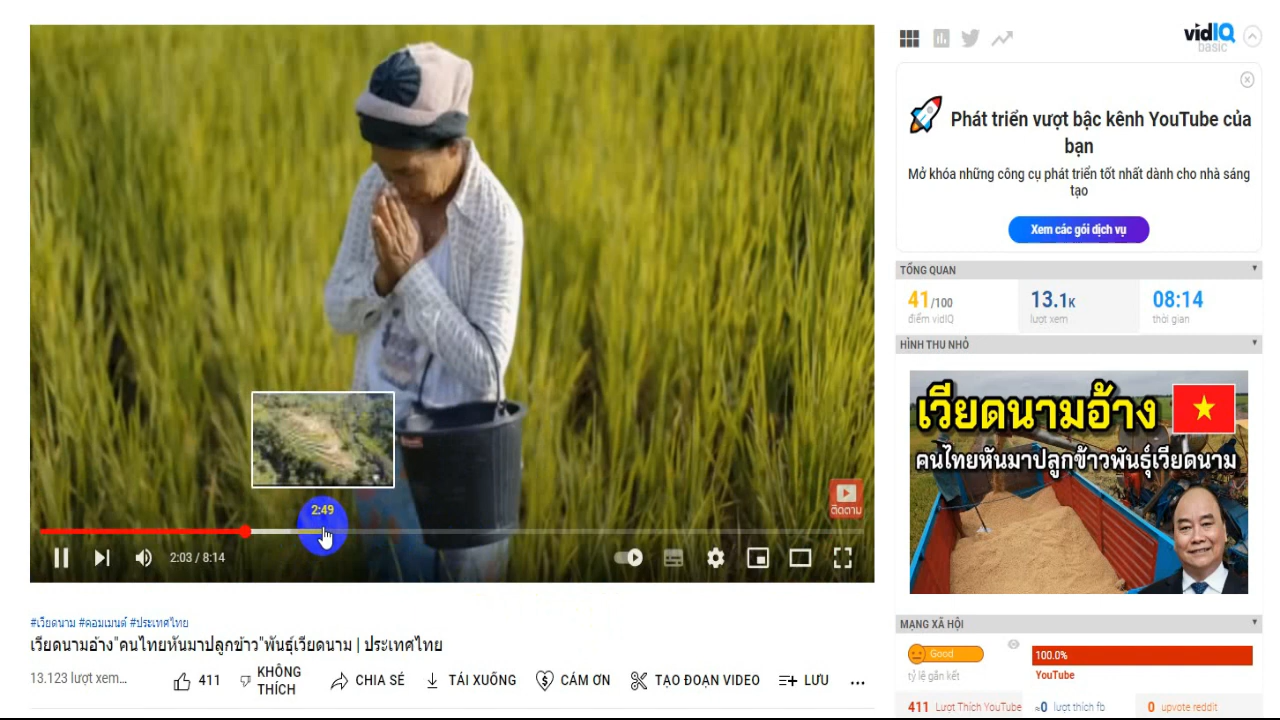 vidIQ
basic
Phát triển vượt bậc kênh YouTube của
bạn
Mở khóa những công cụ phát triển tốt nhất dành cho nhà sáng
tạo
Xem các gói dịch vụ
TỔNG QUAN
41/100
điểm vidIQ
13.1K
lượt xem
08:14
thời gian
HÌNH THU NHỎ
เวียดนามอ้าง
คนไทยหันมาปลูกข้าวพันธุ์เวียดนาม
ติดตาม
2:49
2:03 / 8:14
#เวียดนาม #คอมเมนต์ #ประเทศไทย
เวียดนามอ้าง"คนไทยหันมาปลูกข้าว"พันธุ์เวียดนาม | ประเทศไทย
13.123 lượt xem...
411
KHÔNG
THÍCH
CHIA SẺ
TẢI XUỐNG
CÁM ƠN
TẠO ĐOẠN VIDEO
LƯU
MẠNG XÃ HỘI
Good
tỷ lệ gắn kết
100.0%
YouTube
411 Lượt Thích YouTube
≈0 lượt thích fb
0 upvote reddit